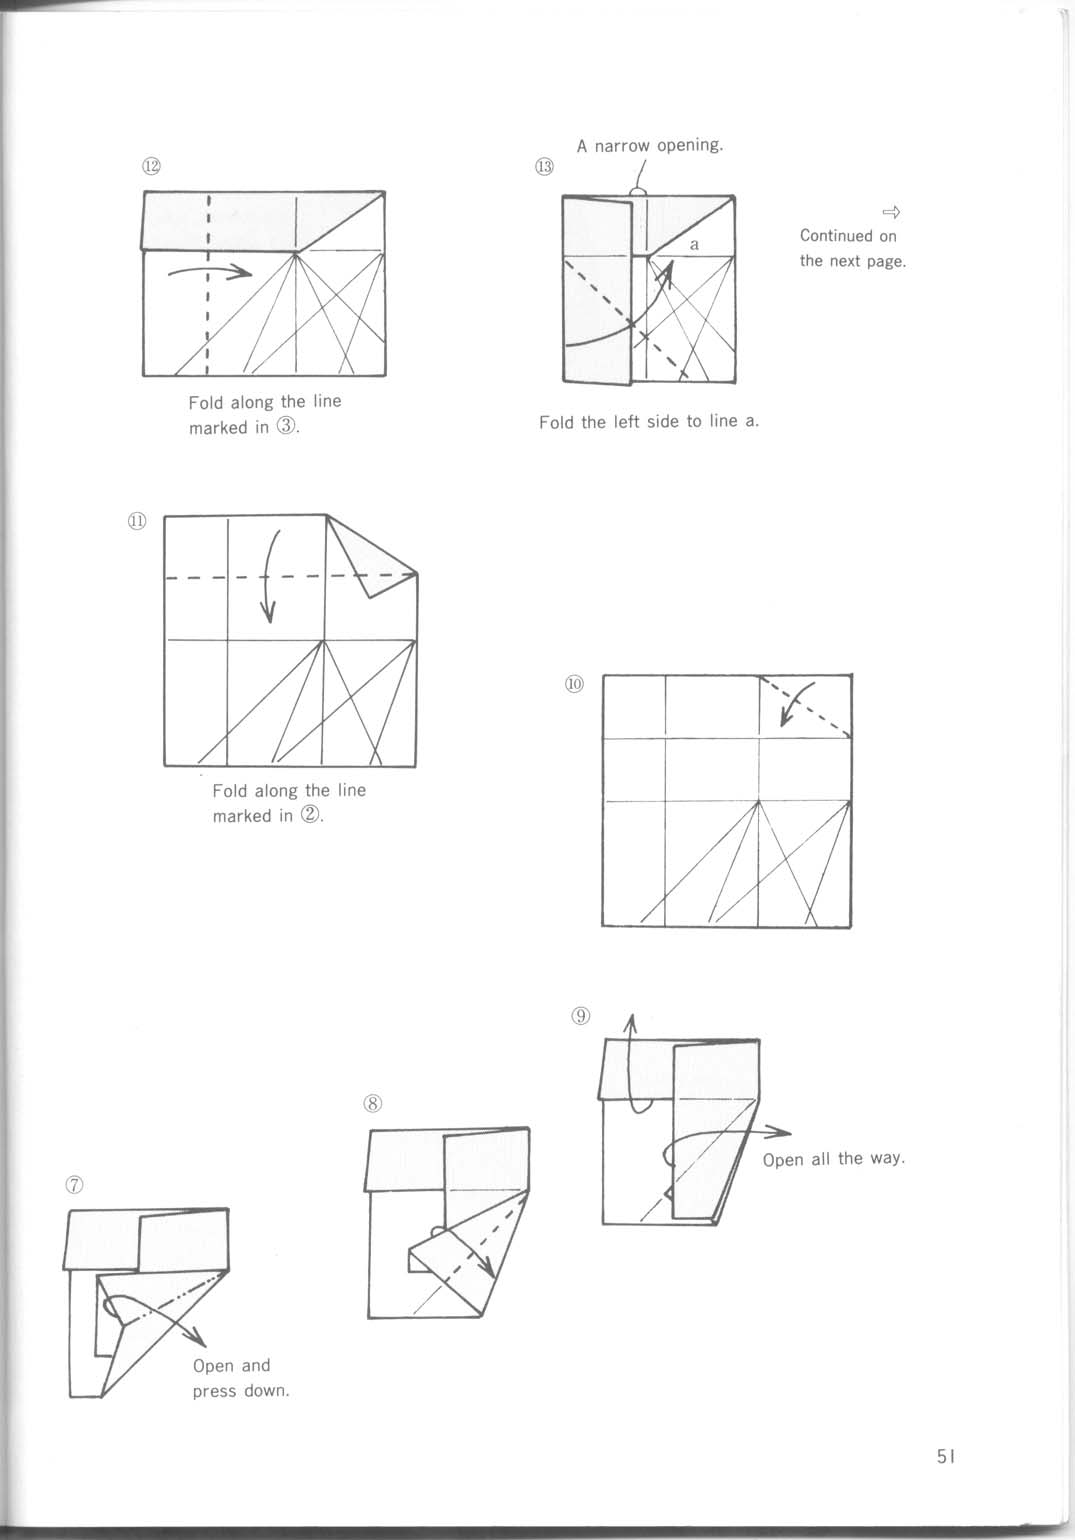 ⑫
Fold along the line
marked in ③.
⑬
A narrow opening.
a
Fold the left side to line a.
⇨
Continued on
the next page.
⑪
Fold along the line
marked in ②.
⑩
⑨
Open all the way.
⑧
⑦
Open and
press down.
51